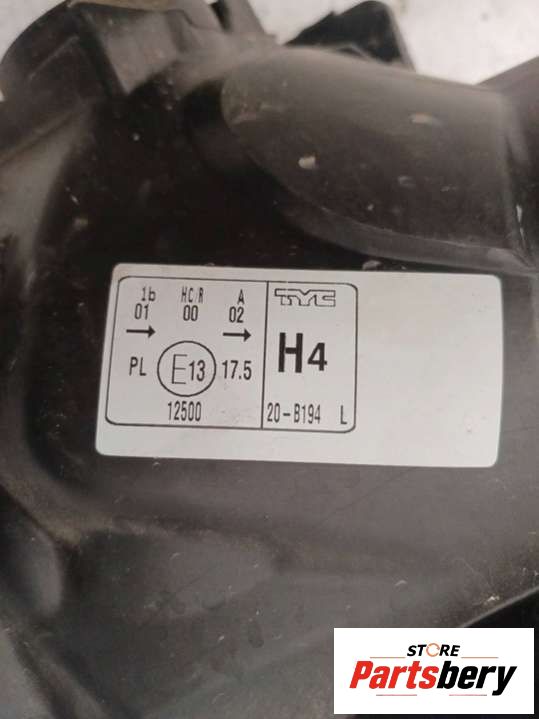 1b HC/R A
01 00 02
→ →
PL E13 17.5
12500
TYC
H4
20-B194 L
STORE
Partsbery